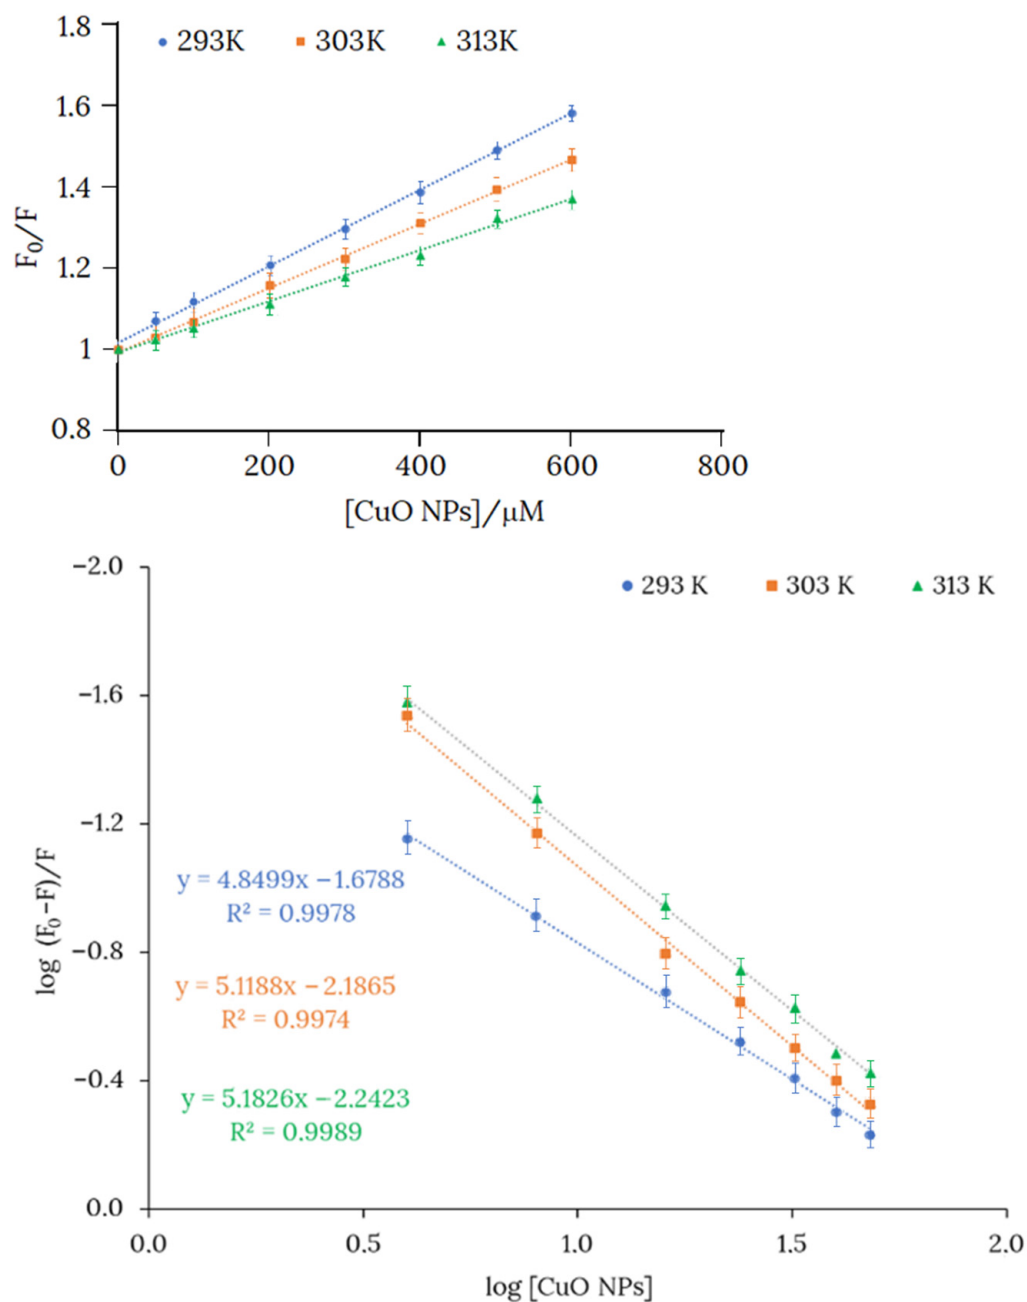 293K 303K 313K
1.8
1.6
1.4
1.2
1
0.8
F₀/F
0 200 400 600 800
[CuO NPs]/μM
−2.0
−1.6
−1.2
−0.8
−0.4
0.0
293 K 303 K 313 K
log (F₀−F)/F
y = 4.8499x −1.6788
R² = 0.9978
y = 5.1188x − 2.1865
R² = 0.9974
y = 5.1826x −2.2423
R² = 0.9989
0.0 0.5 1.0 1.5 2.0
log [CuO NPs]